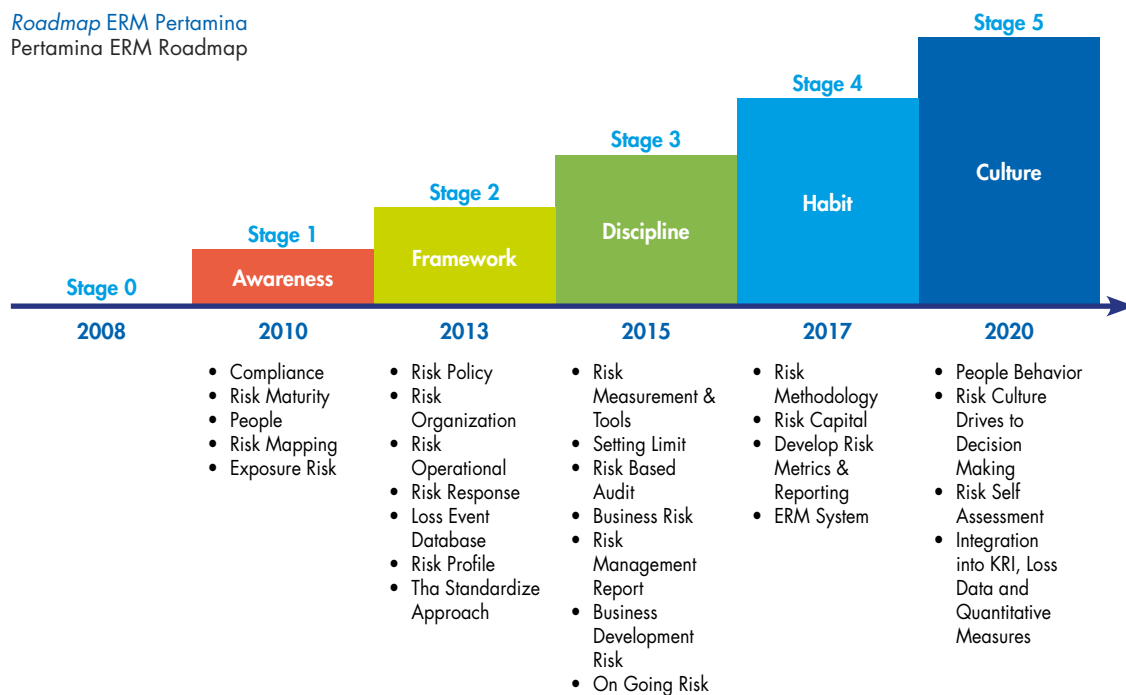 Roadmap ERM Pertamina
Pertamina ERM Roadmap
Stage 0
Stage 1
Stage 2
Stage 3
Stage 4
Stage 5
Awareness
Framework
Discipline
Habit
Culture
2008
2010
2013
2015
2017
2020
• Compliance
• Risk Maturity
• People
• Risk Mapping
• Exposure Risk
• Risk Policy
• Risk
Organization
• Risk
Operational
• Risk Response
• Loss Event
Database
• Risk Profile
• Tha Standardize
Approach
• Risk
Measurement &
Tools
• Setting Limit
• Risk Based
Audit
• Business Risk
• Risk
Management
Report
• Business
Development
Risk
• On Going Risk
• Risk
Methodology
• Risk Capital
• Develop Risk
Metrics &
Reporting
• ERM System
• People Behavior
• Risk Culture
Drives to
Decision
Making
• Risk Self
Assessment
• Integration
into KRI, Loss
Data and
Quantitative
Measures